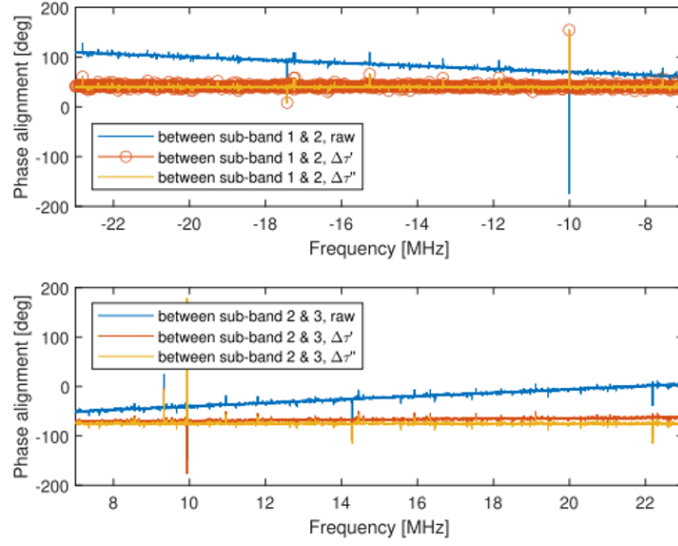 200
100
0
-100
-200
Phase alignment [deg]
between sub-band 1 & 2, raw
between sub-band 1 & 2, Δτ'
between sub-band 1 & 2, Δτ''
-22 -20 -18 -16 -14 -12 -10 -8
Frequency [MHz]
200
100
0
-100
-200
Phase alignment [deg]
between sub-band 2 & 3, raw
between sub-band 2 & 3, Δτ'
between sub-band 2 & 3, Δτ''
8 10 12 14 16 18 20 22
Frequency [MHz]